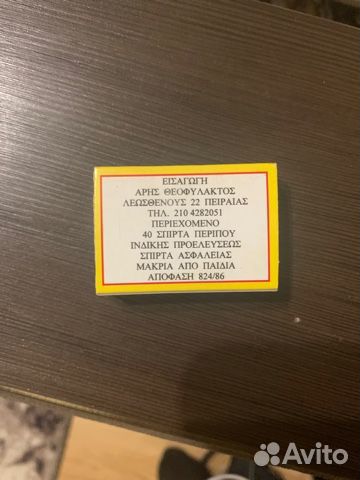 ΕΙΣΑΓΩΓΗ
ΑΡΗΣ ΘΕΟΦΥΛΑΚΤΟΣ
ΛΕΩΣΘΕΝΟΥΣ 22 ΠΕΙΡΑΙΑΣ
ΤΗΛ. 210 4282051
ΠΕΡΙΕΧΟΜΕΝΟ
40 ΣΠΙΡΤΑ ΠΕΡΙΠΟΥ
ΙΝΔΙΚΗΣ ΠΡΟΕΛΕΥΣΕΩΣ
ΣΠΙΡΤΑ ΑΣΦΑΛΕΙΑΣ
ΜΑΚΡΙΑ ΑΠΟ ΠΑΙΔΙΑ
ΑΠΟΦΑΣΗ 824/86
Avito